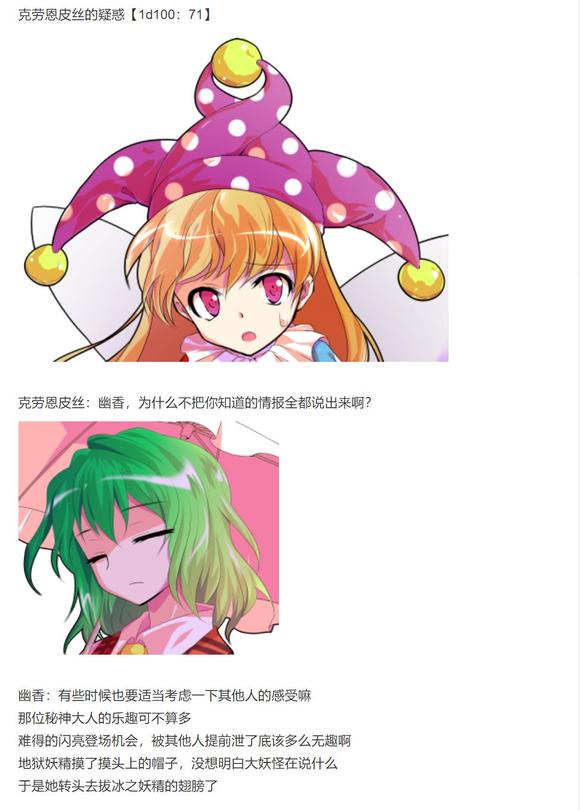 克劳恩皮丝的疑惑【1d100：71】
克劳恩皮丝：幽香，为什么不把你知道的情报全都说出来啊？
幽香：有些时候也要适当考虑一下其他人的感受嘛
那位秘神大人的乐趣可不算多
难得的闪亮登场机会，被其他人提前泄了底该多么无趣啊
地狱妖精摸了摸头上的帽子，没想明白大妖怪在说什么
于是她转头去拔冰之妖精的翅膀了